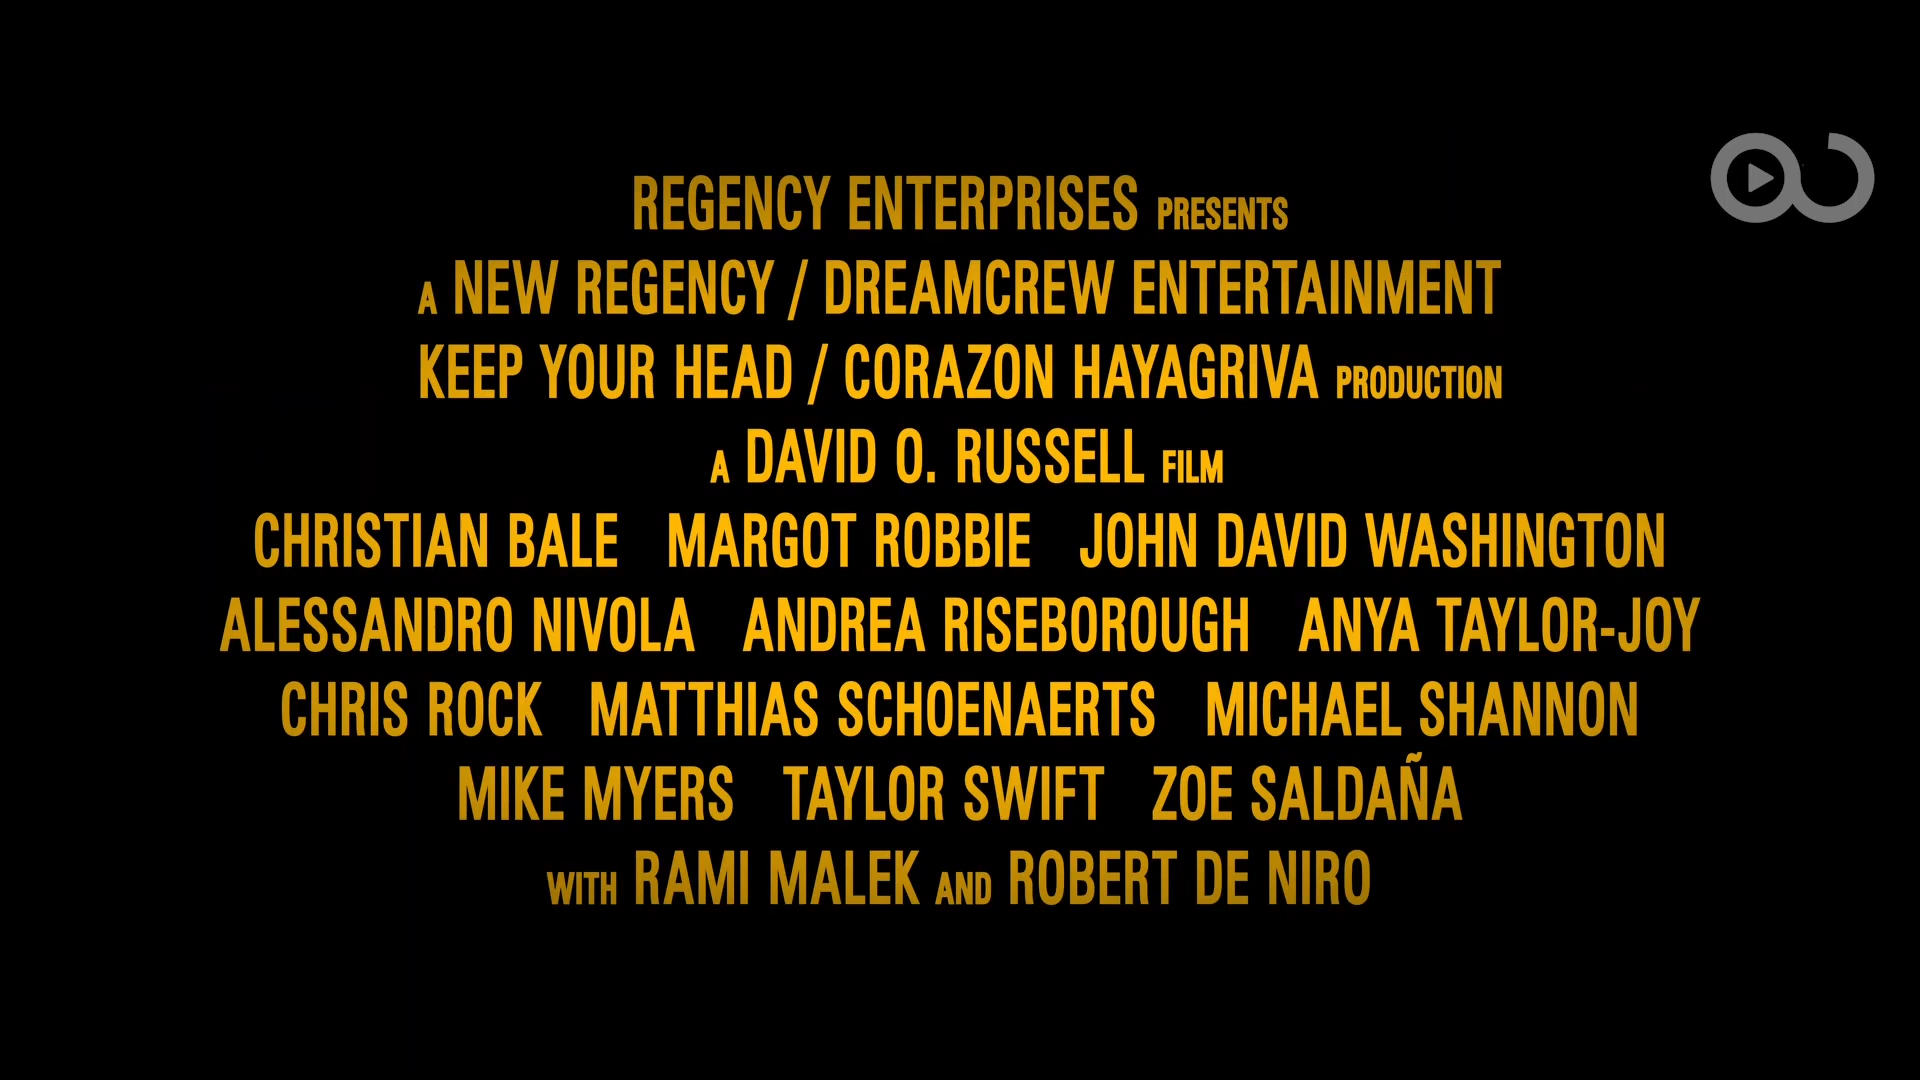 REGENCY ENTERPRISES PRESENTS
A NEW REGENCY / DREAMCREW ENTERTAINMENT
KEEP YOUR HEAD / CORAZON HAYAGRIVA PRODUCTION
A DAVID O. RUSSELL FILM
CHRISTIAN BALE MARGOT ROBBIE JOHN DAVID WASHINGTON
ALESSANDRO NIVOLA ANDREA RISEBOROUGH ANYA TAYLOR-JOY
CHRIS ROCK MATTHIAS SCHOENAERTS MICHAEL SHANNON
MIKE MYERS TAYLOR SWIFT ZOE SALDAÑA
WITH RAMI MALEK AND ROBERT DE NIRO